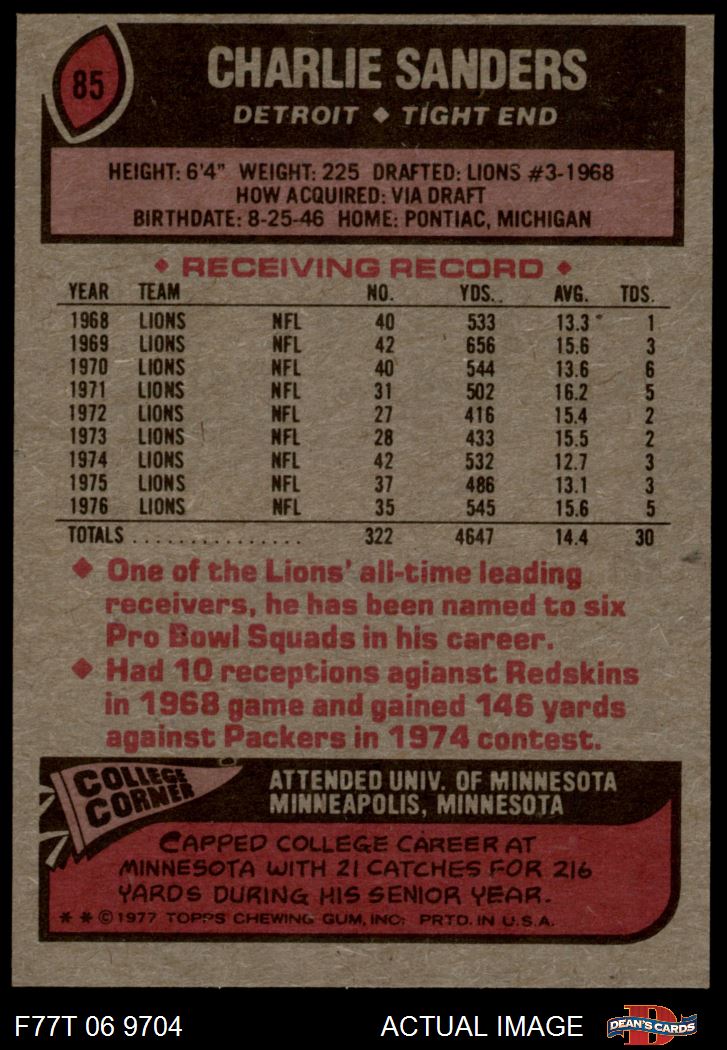 85
CHARLIE SANDERS
DETROIT ◆ TIGHT END
HEIGHT: 6'4" WEIGHT: 225 DRAFTED: LIONS #3-1968
HOW ACQUIRED: VIA DRAFT
BIRTHDATE: 8-25-46 HOME: PONTIAC, MICHIGAN
◆ RECEIVING RECORD ◆
YEAR TEAM NO. YDS. AVG. TDS.
1968 LIONS NFL 40 533 13.3 1
1969 LIONS NFL 42 656 15.6 3
1970 LIONS NFL 40 544 13.6 6
1971 LIONS NFL 31 502 16.2 5
1972 LIONS NFL 27 416 15.4 2
1973 LIONS NFL 28 433 15.5 2
1974 LIONS NFL 42 532 12.7 3
1975 LIONS NFL 37 486 13.1 3
1976 LIONS NFL 35 545 15.6 5
TOTALS ............... 322 4647 14.4 30
◆ One of the Lions' all-time leading
receivers, he has been named to six
Pro Bowl Squads in his career.
◆ Had 10 receptions agianst Redskins
in 1968 game and gained 146 yards
against Packers in 1974 contest.
COLLEGE
CORNER
ATTENDED UNIV. OF MINNESOTA
MINNEAPOLIS, MINNESOTA
CAPPED COLLEGE CAREER AT
MINNESOTA WITH 21 CATCHES FOR 216
YARDS DURING HIS SENIOR YEAR.
* * © 1977 TOPPS CHEWING GUM, INC. PRTD. IN U.S.A.
F77T 06 9704 ACTUAL IMAGE
D
DEAN'S CARDS